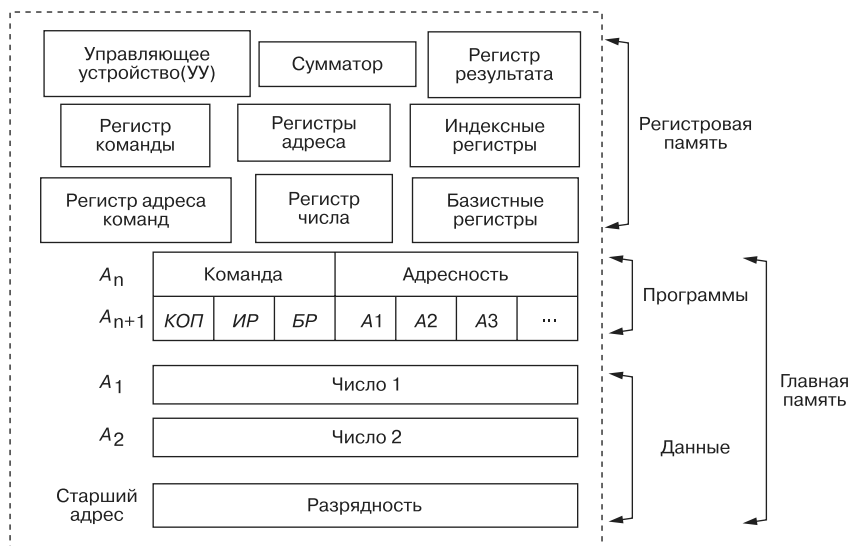 Управляющее
устройство(УУ)
Сумматор
Регистр
результата
Регистр
команды
Регистры
адреса
Индексные
регистры
Регистровая
память
Регистр адреса
команд
Регистр
числа
Базистные
регистры
An
Команда
Адресность
Программы
An+1
КОП
ИР
БР
A1
A2
A3
...
A1
Число 1
Главная
память
A2
Число 2
Данные
Старший
адрес
Разрядность